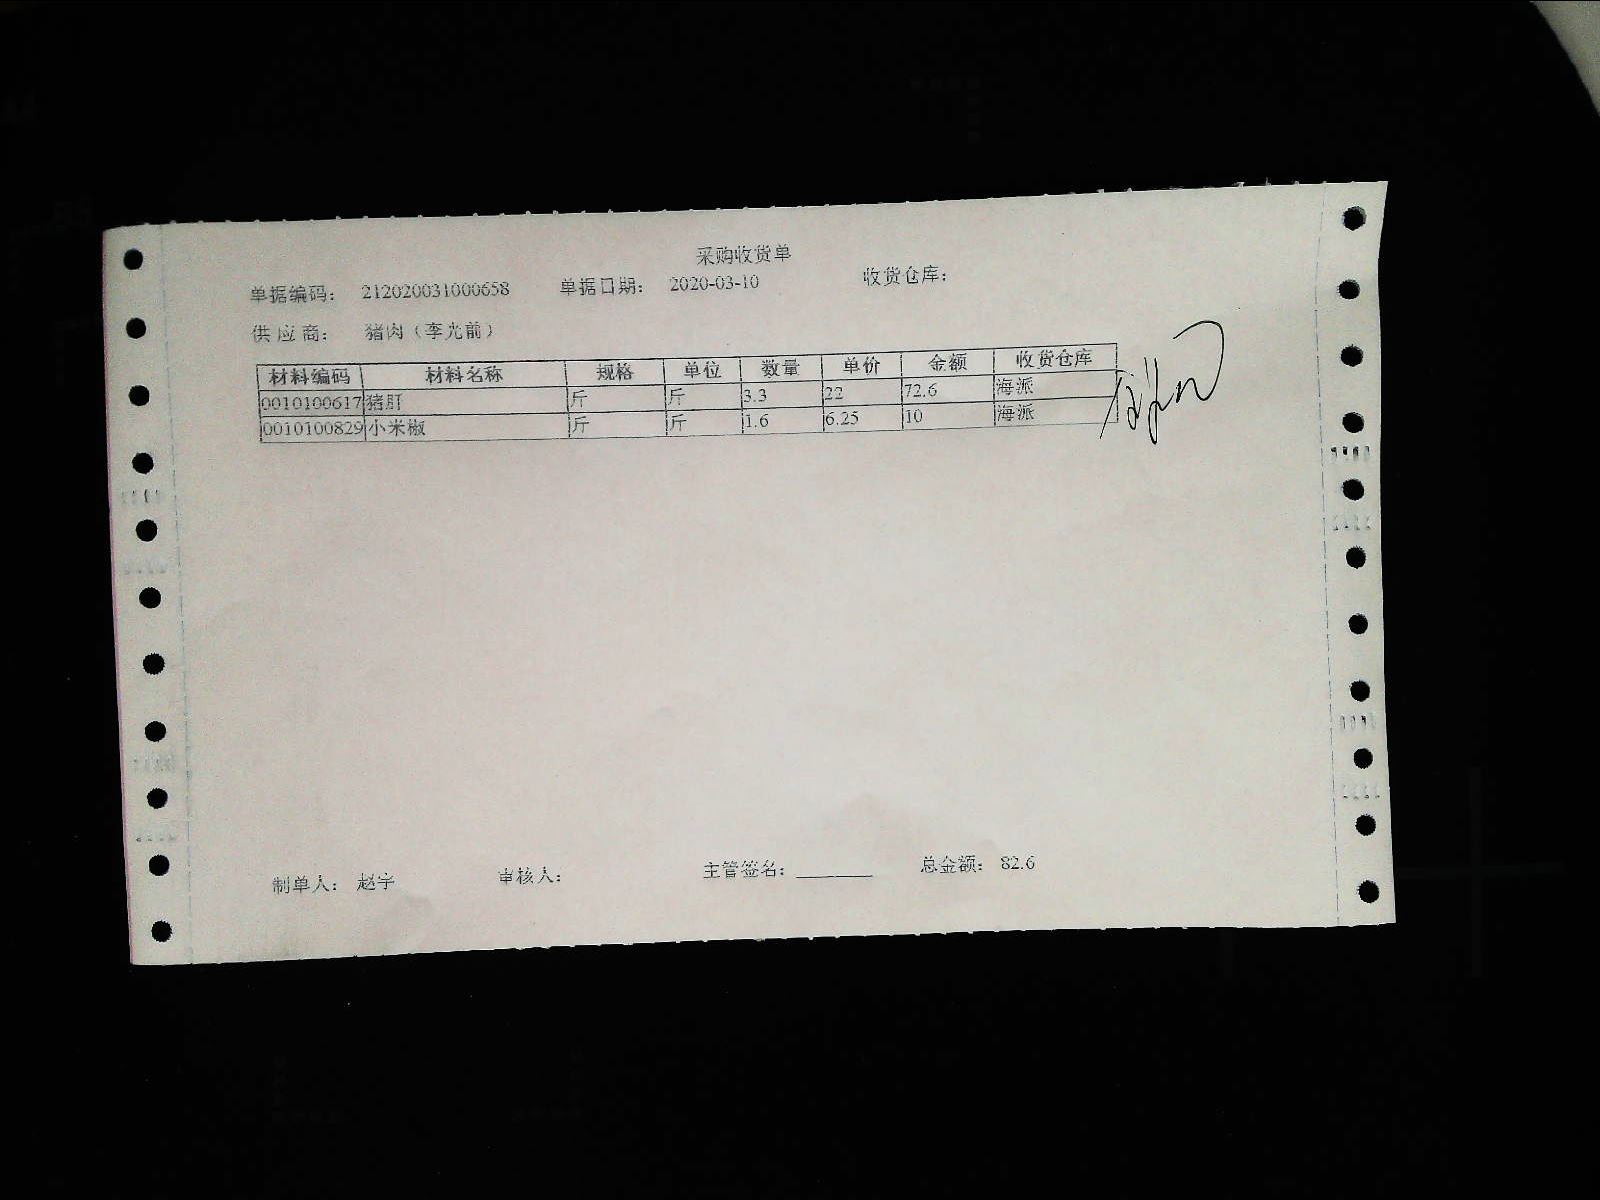 采购收货单
单据编码： 212020031000658 单据日期： 2020-03-10 收货仓库：
供应商： 猪肉（李光前）
材料编码 材料名称 规格 单位 数量 单价 金额 收货仓库
0010100617 猪肝 斤 斤 3.3 22 72.6 海派
0010100829 小米椒 斤 斤 1.6 6.25 10 海派
制单人： 赵宇 审核人： 主管签名： 总金额： 82.6